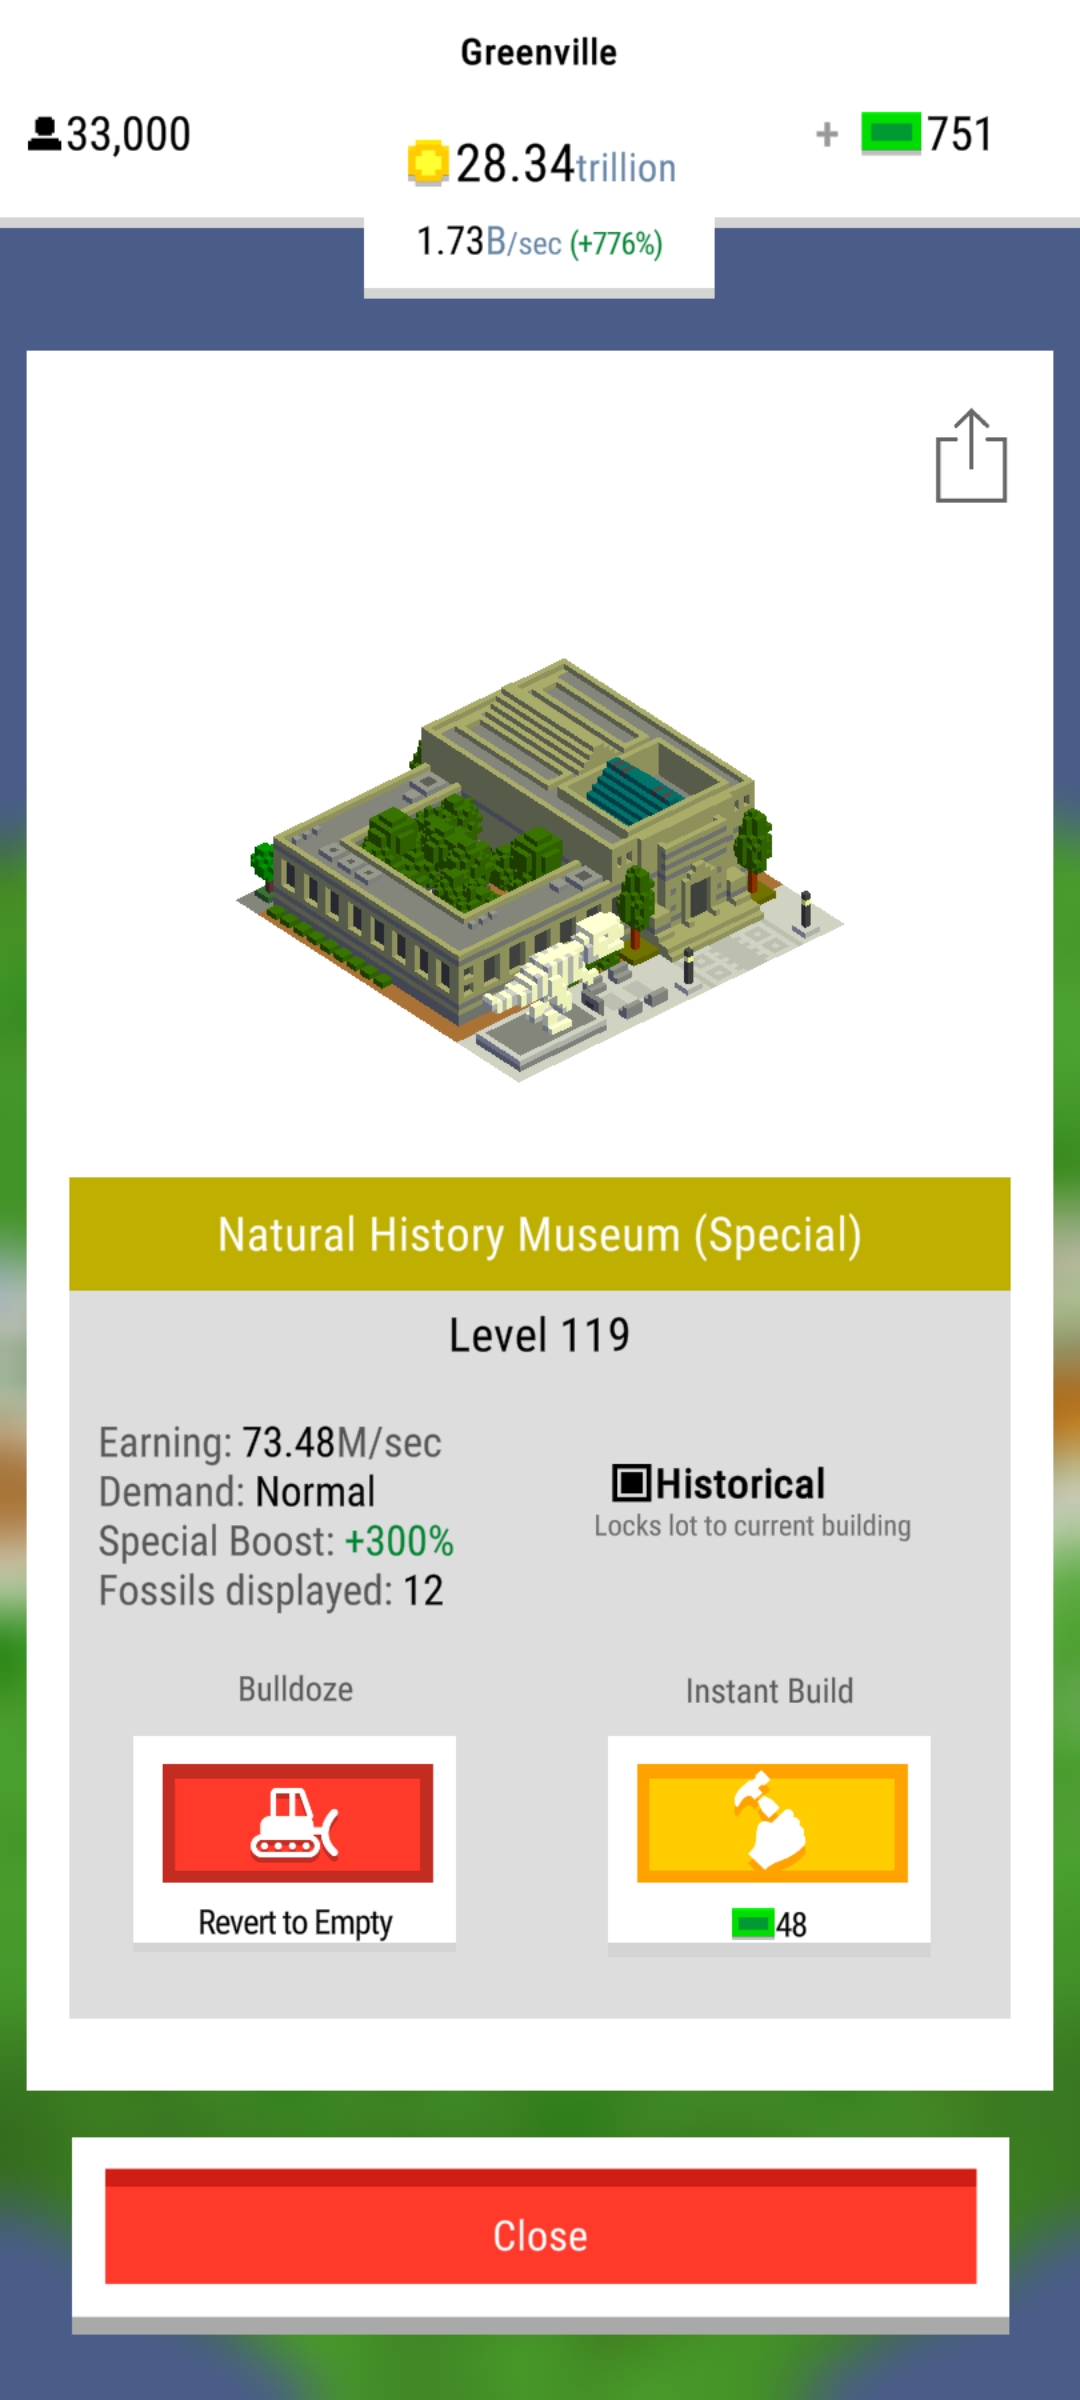 Greenville
33,000
28.34trillion
+ 751
1.73B/sec (+776%)
Natural History Museum (Special)
Level 119
Earning: 73.48M/sec
Demand: Normal
Special Boost: +300%
Fossils displayed: 12
Historical
Locks lot to current building
Bulldoze
Revert to Empty
Instant Build
48
Close